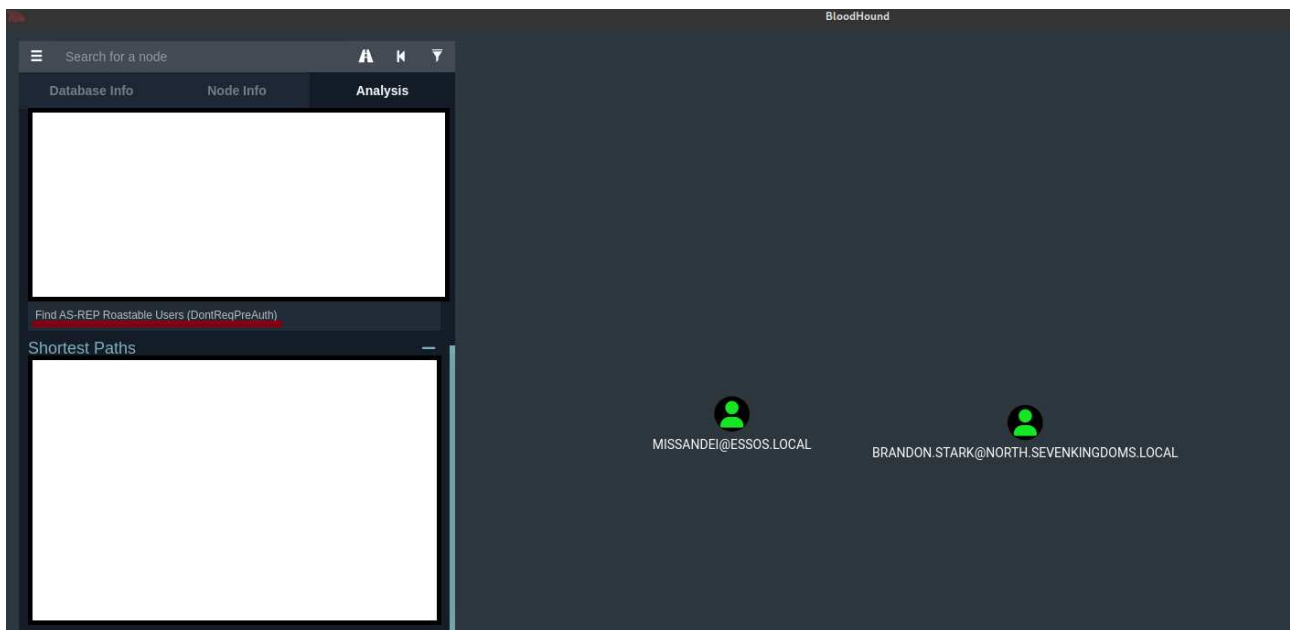 BloodHound
Search for a node
Database Info Node Info Analysis
Find AS-REP Roastable Users (DontReqPreAuth)
Shortest Paths
MISSANDEI@ESSOS.LOCAL
BRANDON.STARK@NORTH.SEVENKINGDOMS.LOCAL